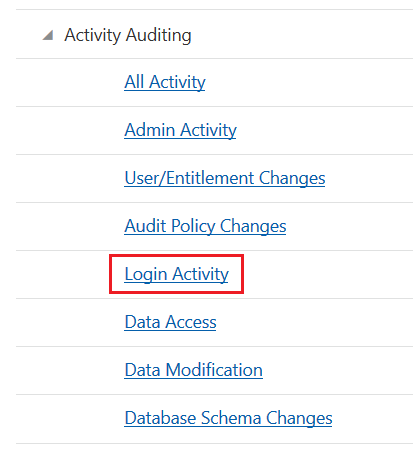 Activity Auditing
All Activity
Admin Activity
User/Entitlement Changes
Audit Policy Changes
Login Activity
Data Access
Data Modification
Database Schema Changes